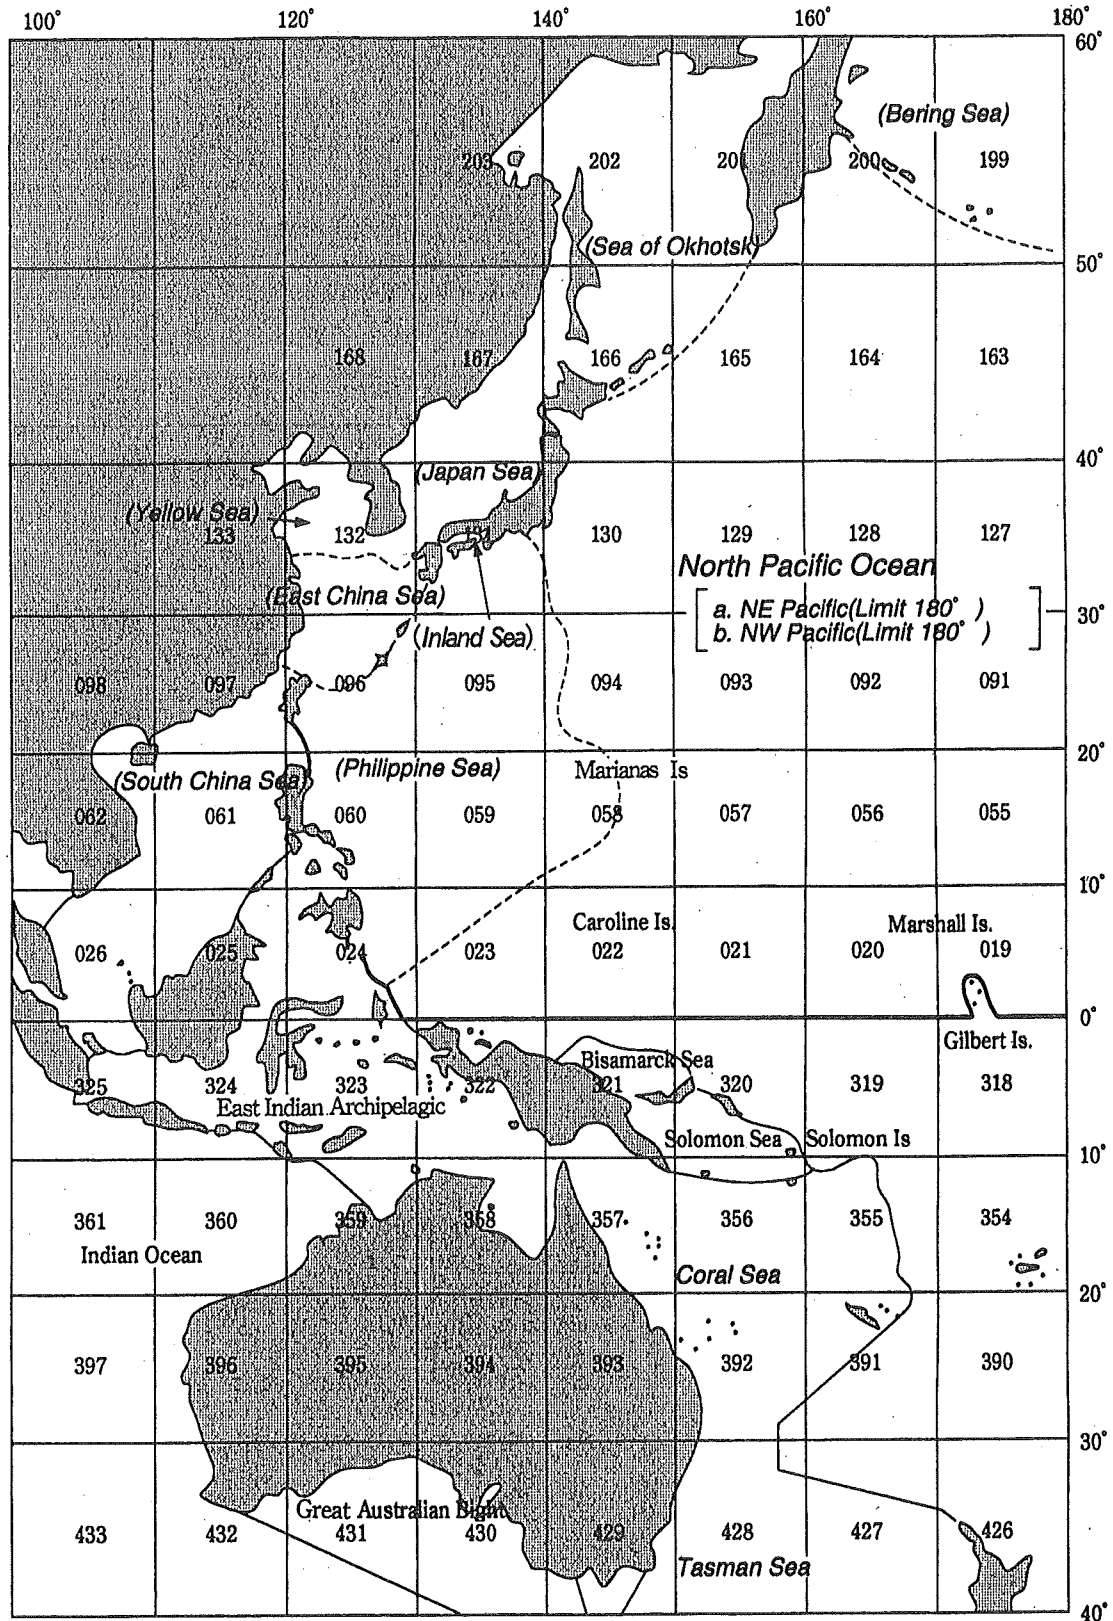 100° 120° 140° 160° 180°
60°
(Bering Sea)
203 202 201 200 199
(Sea of Okhotsk)
50°
168 167 166 165 164 163
40°
(Japan Sea)
(Yellow Sea)
133 132 131 130 129 128 127
North Pacific Ocean
(East China Sea)
a. NE Pacific(Limit 180° )
30°
b. NW Pacific(Limit 180° )
(Inland Sea)
098 097 096 095 094 093 092 091
20°
(South China Sea)
(Philippine Sea)
Marianas Is
062 061 060 059 058 057 056 055
10°
Caroline Is.
Marshall Is.
026 025 024 023 022 021 020 019
0°
Gilbert Is.
Bisamarck Sea
325 324 323 322 321 320 319 318
East Indian Archipelagic
Solomon Sea
Solomon Is
10°
361 360 359 358 357 356 355 354
Indian Ocean
Coral Sea
20°
397 396 395 394 393 392 391 390
30°
Great Australian Bight
433 432 431 430 429 428 427 426
Tasman Sea
40°